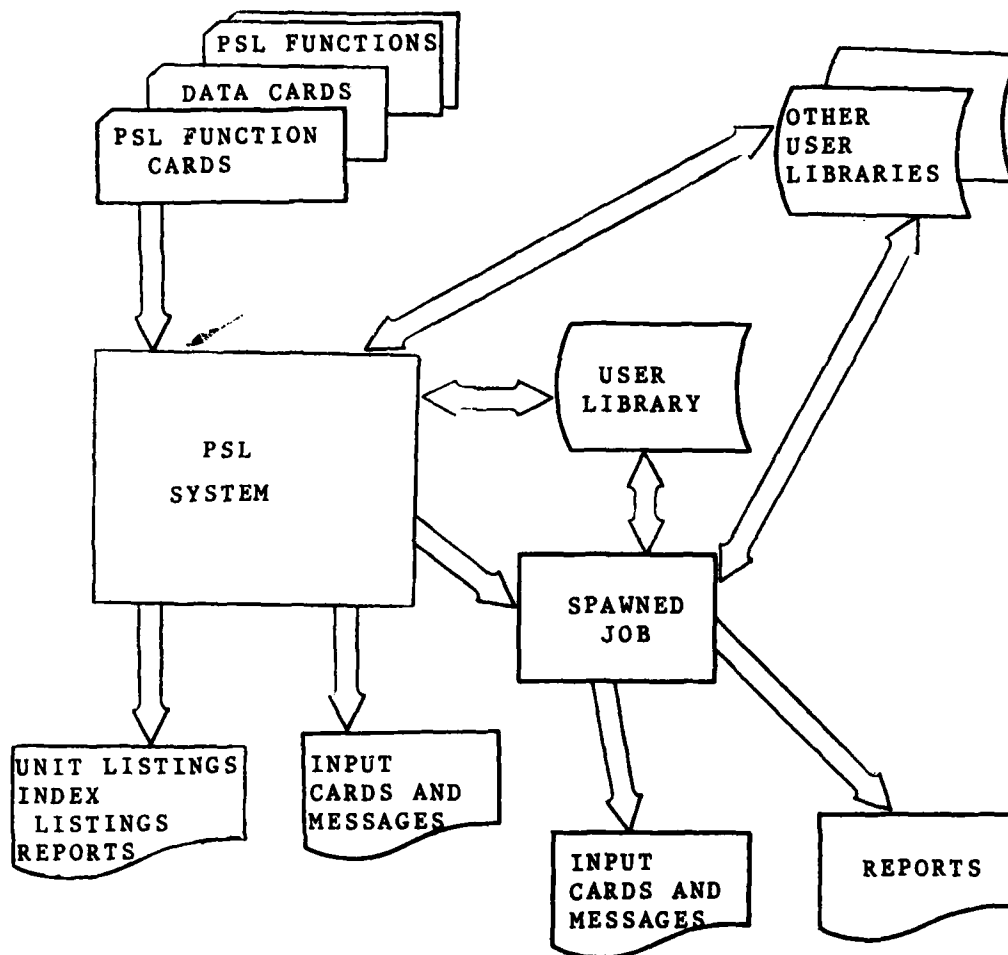 PSL FUNCTIONS
DATA CARDS
PSL FUNCTION
CARDS
OTHER
USER
LIBRARIES
USER
LIBRARY
PSL
SYSTEM
SPAWNED
JOB
UNIT LISTINGS
INDEX
LISTINGS
REPORTS
INPUT
CARDS AND
MESSAGES
INPUT
CARDS AND
MESSAGES
REPORTS